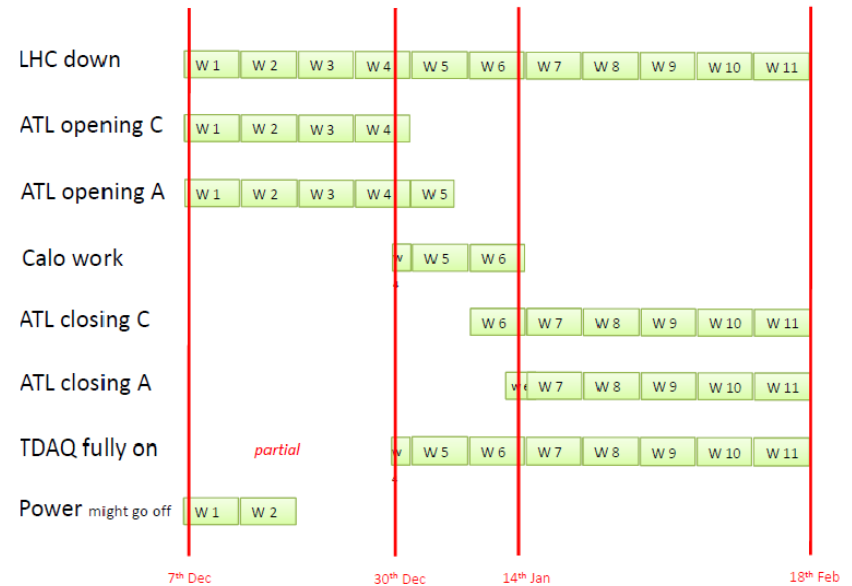 LHC down W 1 W 2 W 3 W 4 W 5 W 6 W 7 W 8 W 9 W 10 W 11
ATL opening C W 1 W 2 W 3 W 4
ATL opening A W 1 W 2 W 3 W 4 W 5
Calo work W 4 W 5 W 6
ATL closing C W 6 W 7 W 8 W 9 W 10 W 11
ATL closing A W 6 W 7 W 8 W 9 W 10 W 11
TDAQ fully on partial W 4 W 5 W 6 W 7 W 8 W 9 W 10 W 11
Power might go off W 1 W 2
7th Dec 30th Dec 14th Jan 18th Feb